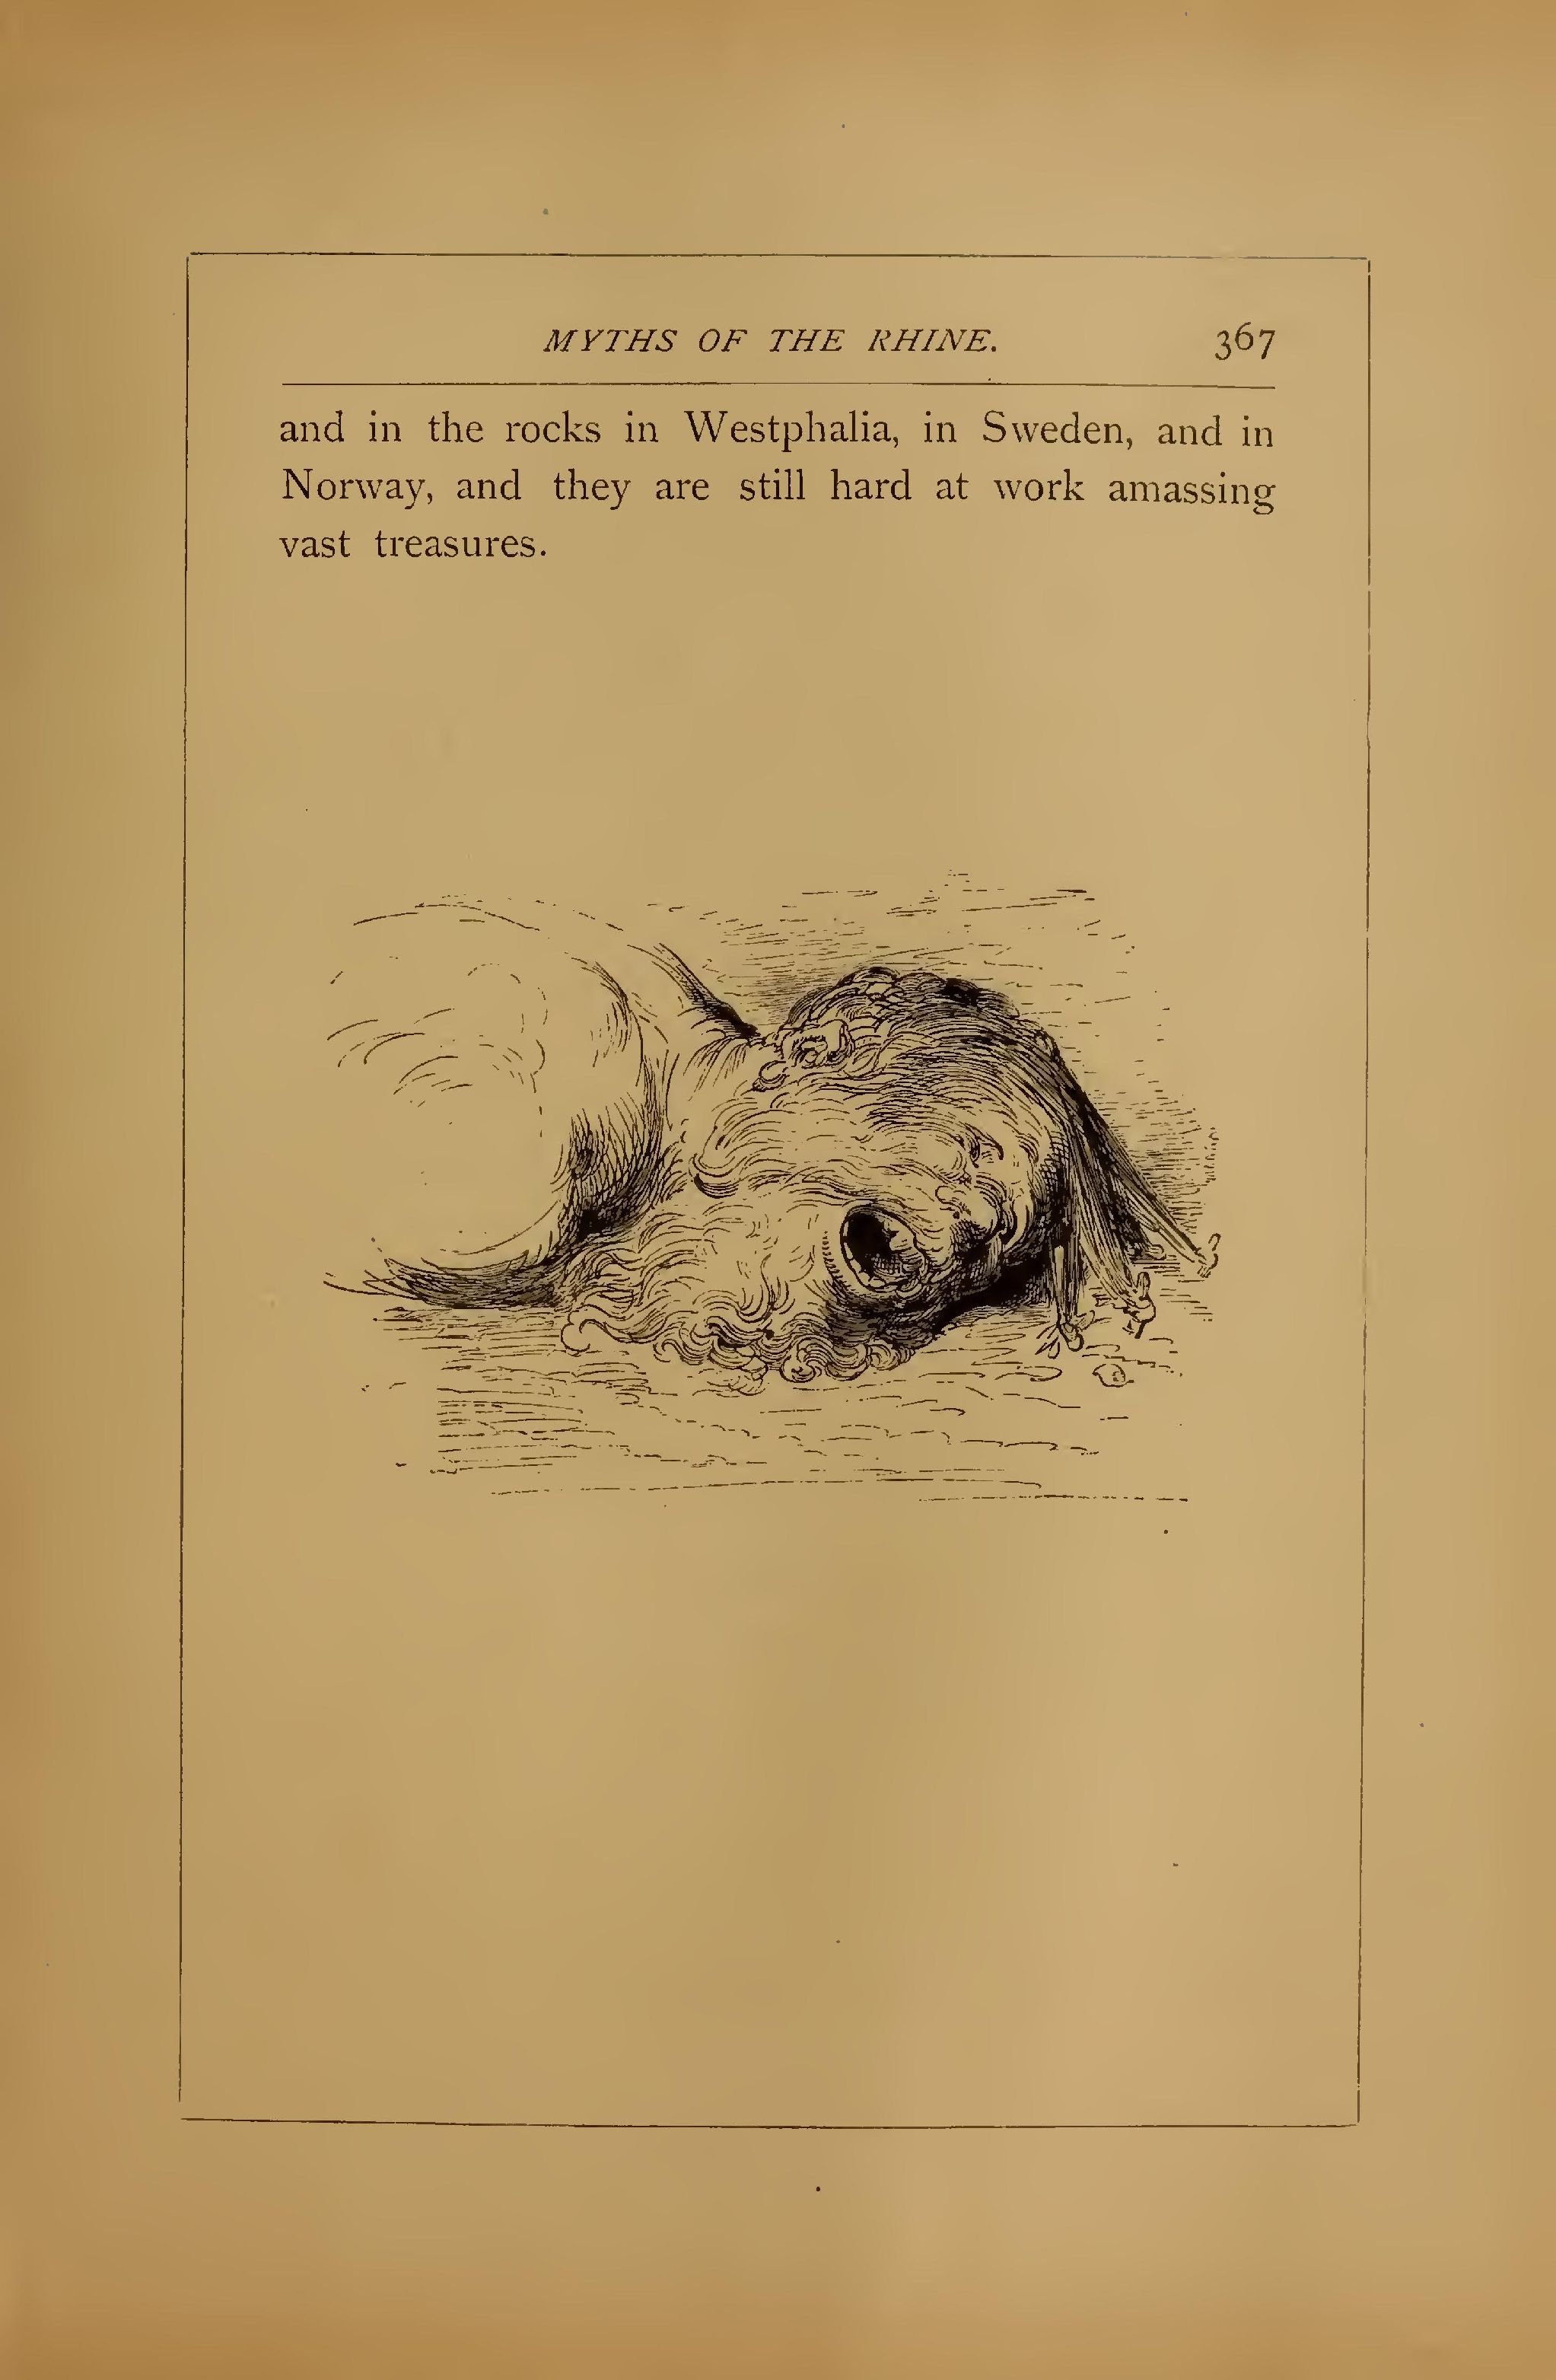 MYTHS OF THE RHINE. 367
and in the rocks in Westphalia, in Sweden, and in
Norway, and they are still hard at work amassing
vast treasures.